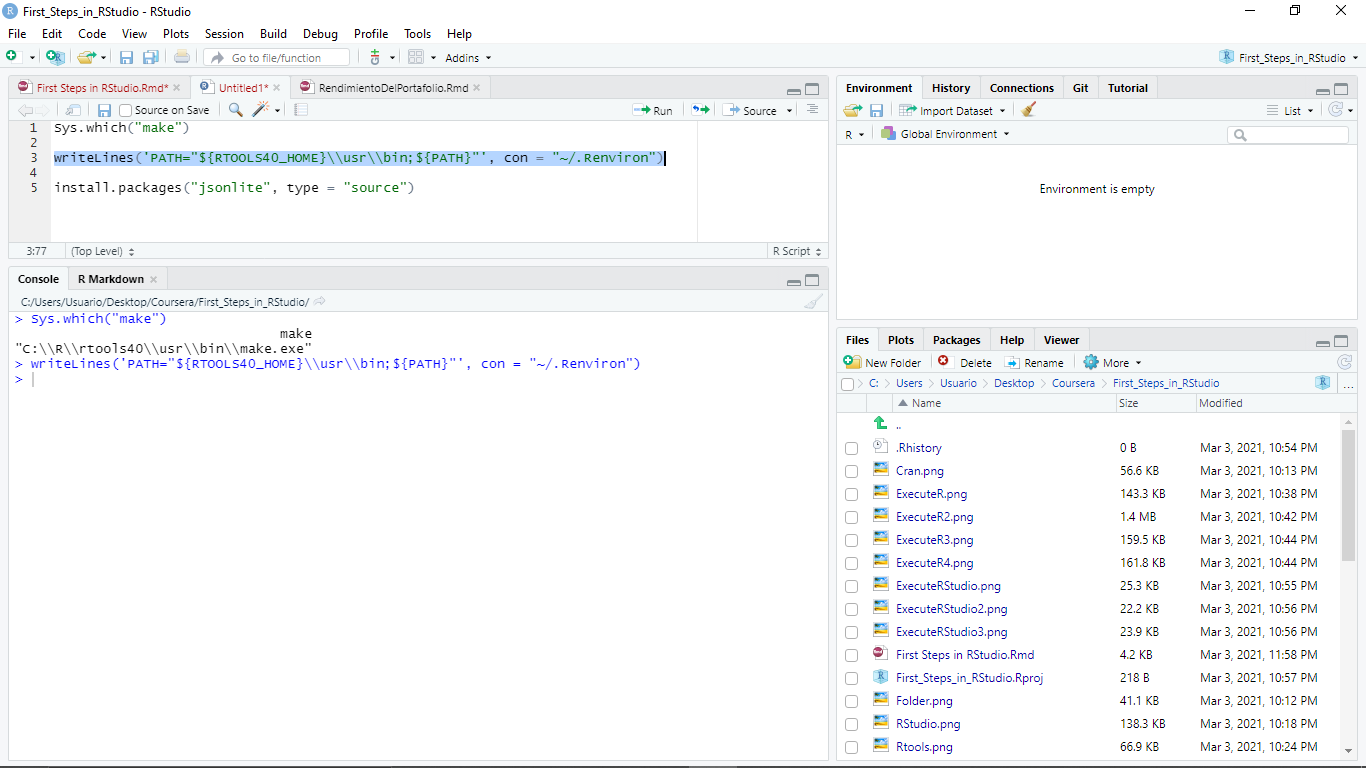 First_Steps_in_RStudio - RStudio
File Edit Code View Plots Session Build Debug Profile Tools Help
Go to file/function Addins First_Steps_in_RStudio
First Steps in RStudio.Rmd* Untitled1* RendimientoDelPortafolio.Rmd
Source on Save Run Source
1 Sys.which("make")
2
3 writeLines('PATH="${RTOOLS40_HOME}\\usr\\bin;${PATH}"', con = "~/.Renviron")
4
5 install.packages("jsonlite", type = "source")
3:77 (Top Level) R Script
Console R Markdown
C:/Users/Usuario/Desktop/Coursera/First_Steps_in_RStudio/
> Sys.which("make")
make
"C:\\R\\rtools40\\usr\\bin\\make.exe"
> writeLines('PATH="${RTOOLS40_HOME}\\usr\\bin;${PATH}"', con = "~/.Renviron")
>
Environment History Connections Git Tutorial
Import Dataset List
R Global Environment
Environment is empty
Files Plots Packages Help Viewer
New Folder Delete Rename More
C: Users Usuario Desktop Coursera First_Steps_in_RStudio ...
Name Size Modified
..
.Rhistory 0 B Mar 3, 2021, 10:54 PM
Cran.png 56.6 KB Mar 3, 2021, 10:13 PM
ExecuteR.png 143.3 KB Mar 3, 2021, 10:38 PM
ExecuteR2.png 1.4 MB Mar 3, 2021, 10:42 PM
ExecuteR3.png 159.5 KB Mar 3, 2021, 10:44 PM
ExecuteR4.png 161.8 KB Mar 3, 2021, 10:44 PM
ExecuteRStudio.png 25.3 KB Mar 3, 2021, 10:55 PM
ExecuteRStudio2.png 22.2 KB Mar 3, 2021, 10:56 PM
ExecuteRStudio3.png 23.9 KB Mar 3, 2021, 10:56 PM
First Steps in RStudio.Rmd 4.2 KB Mar 3, 2021, 11:58 PM
First_Steps_in_RStudio.Rproj 218 B Mar 3, 2021, 10:57 PM
Folder.png 41.1 KB Mar 3, 2021, 10:12 PM
RStudio.png 138.3 KB Mar 3, 2021, 10:18 PM
Rtools.png 66.9 KB Mar 3, 2021, 10:24 PM